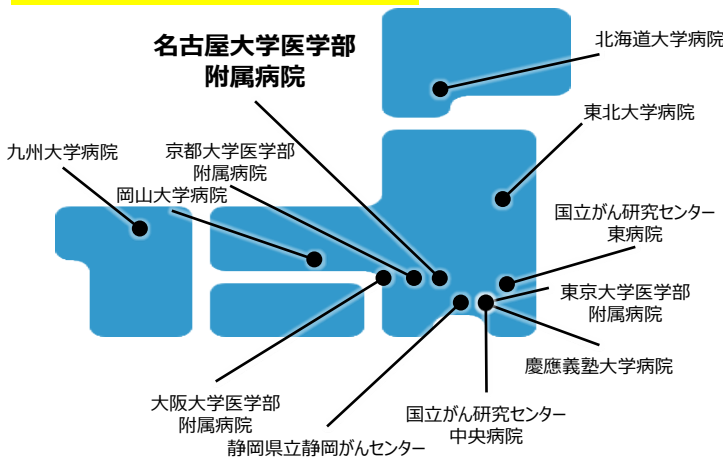 名古屋大学医学部
附属病院
北海道大学病院
東北大学病院
九州大学病院
京都大学医学部
附属病院
岡山大学病院
国立がん研究センター
東病院
東京大学医学部
附属病院
慶應義塾大学病院
大阪大学医学部
附属病院
国立がん研究センター
中央病院
静岡県立静岡がんセンター